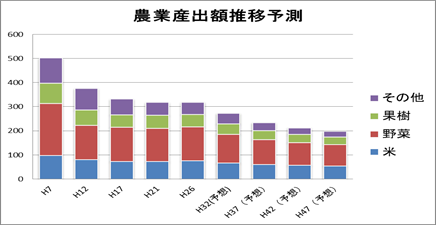 農業産出額推移予測
600
500
400
300
200
100
0
H7
H12
H17
H21
H26
H32(予想)
H37（予想）
H42（予想）
H47（予想）
その他
果樹
野菜
米